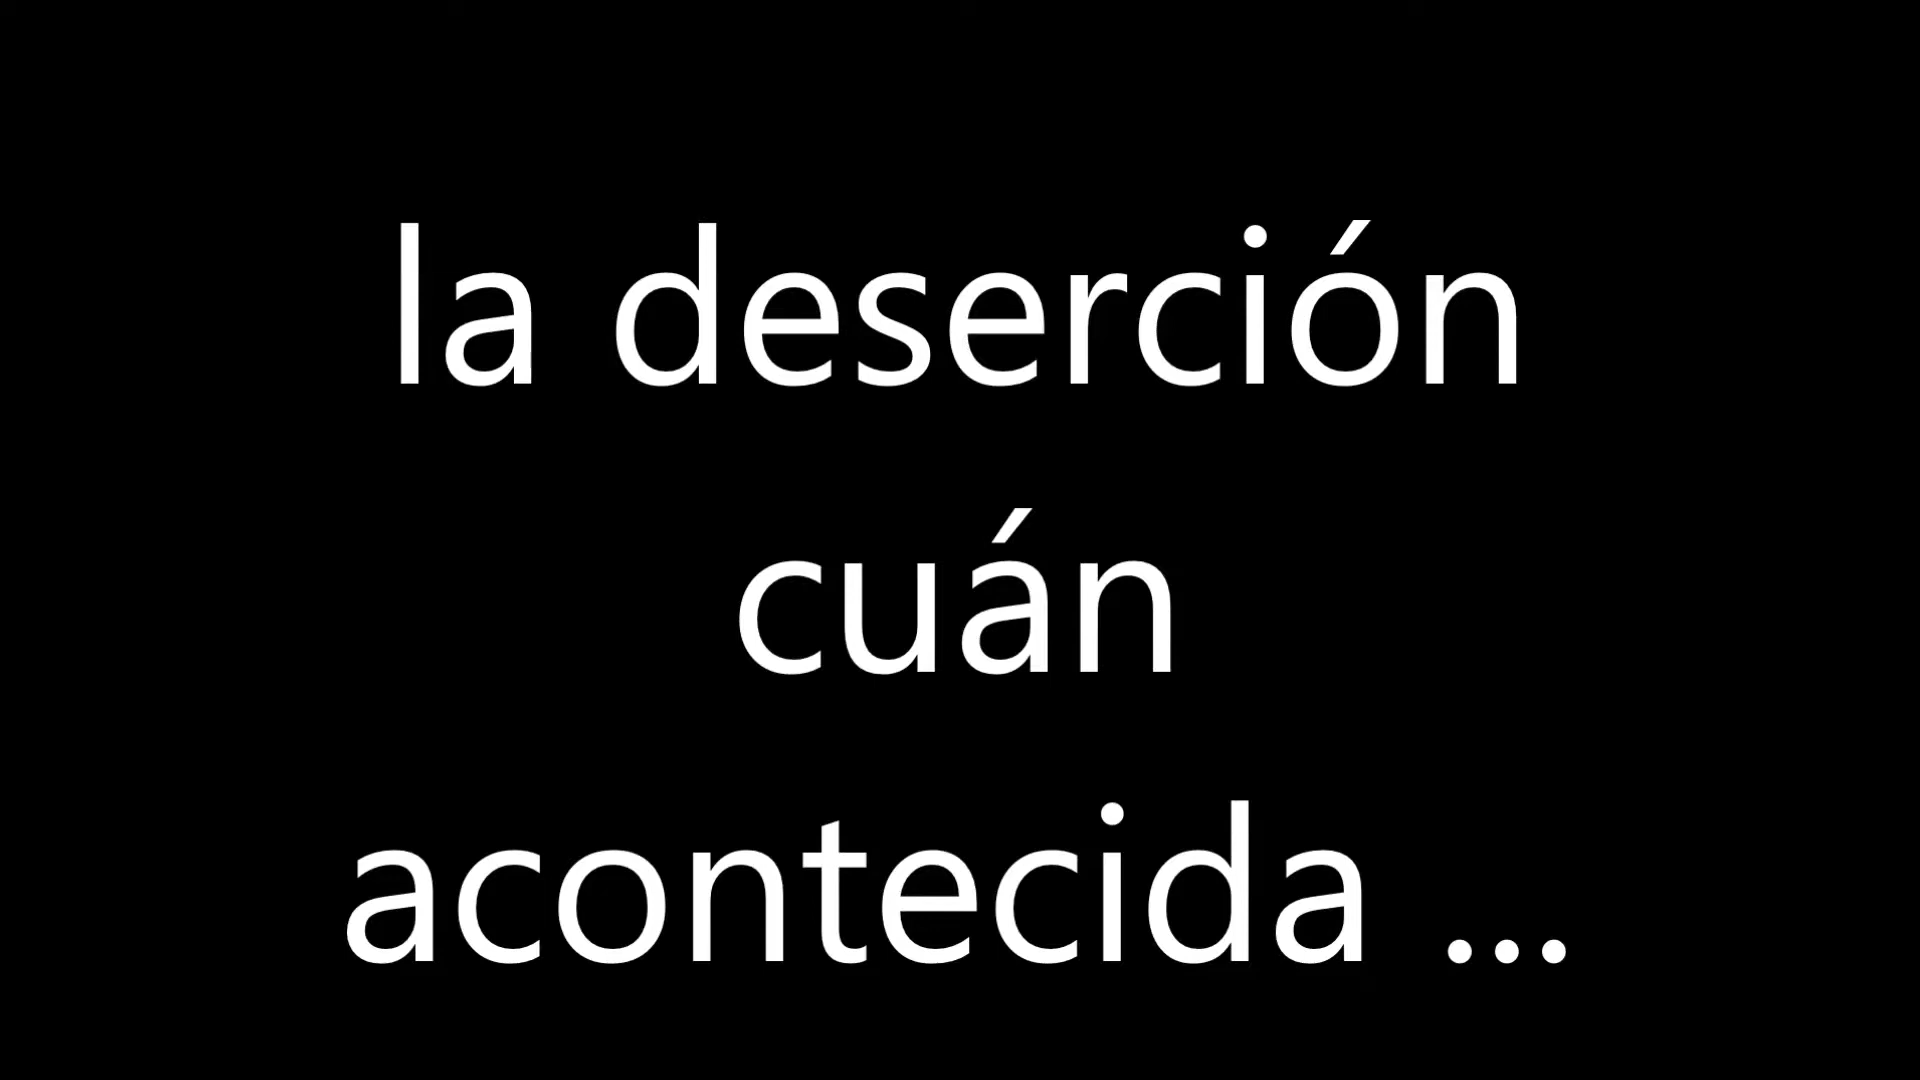 la deserción
cuán
acontecida ...